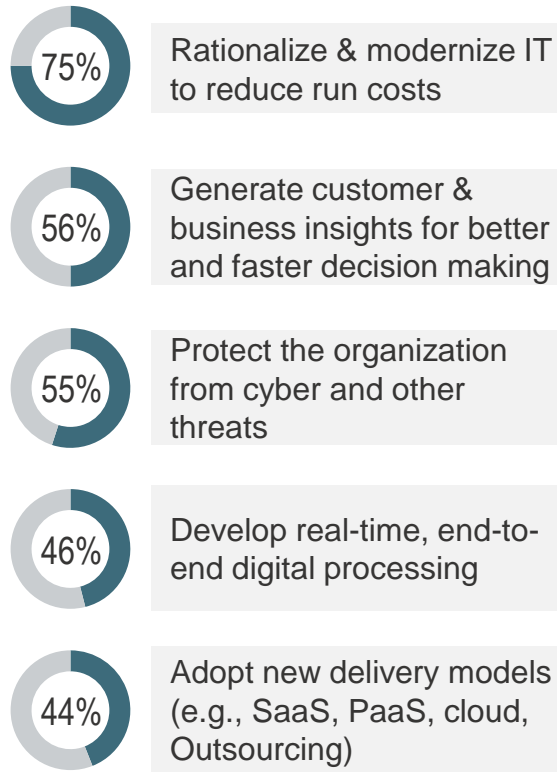 75%
Rationalize & modernize IT
to reduce run costs
56%
Generate customer &
business insights for better
and faster decision making
55%
Protect the organization
from cyber and other
threats
46%
Develop real-time, end-to-
end digital processing
44%
Adopt new delivery models
(e.g., SaaS, PaaS, cloud,
Outsourcing)